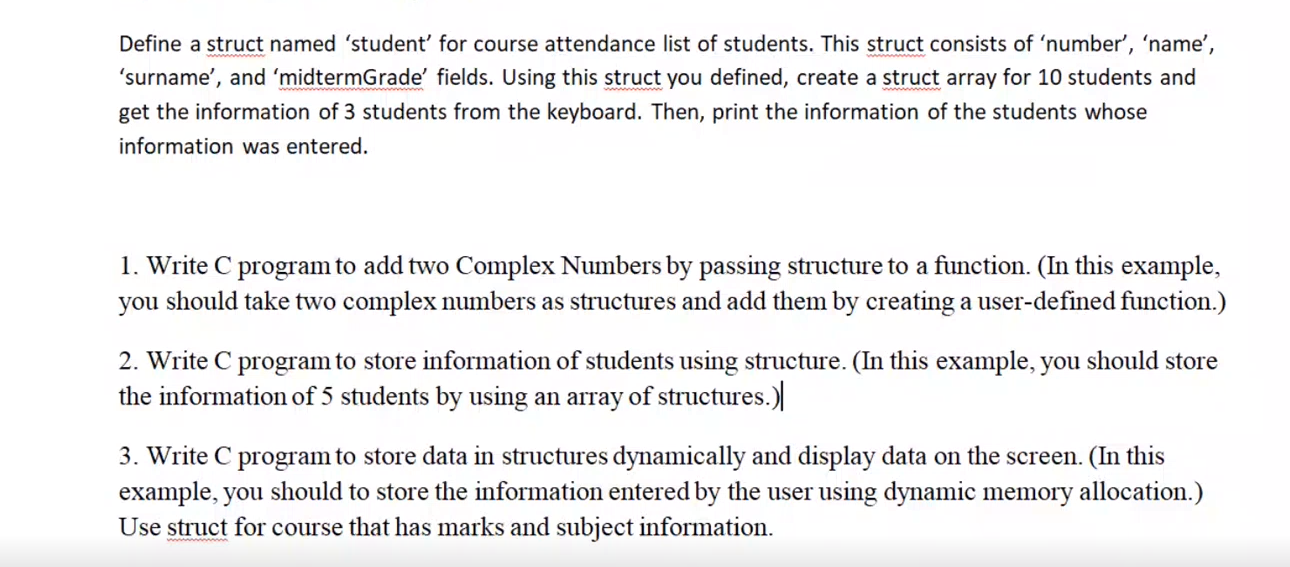 Define a struct named ‘student’ for course attendance list of students. This struct consists of ‘number’, ‘name’,
‘surname’, and ‘midtermGrade’ fields. Using this struct you defined, create a struct array for 10 students and
get the information of 3 students from the keyboard. Then, print the information of the students whose
information was entered.
1. Write C program to add two Complex Numbers by passing structure to a function. (In this example,
you should take two complex numbers as structures and add them by creating a user-defined function.)
2. Write C program to store information of students using structure. (In this example, you should store
the information of 5 students by using an array of structures.)
3. Write C program to store data in structures dynamically and display data on the screen. (In this
example, you should to store the information entered by the user using dynamic memory allocation.)
Use struct for course that has marks and subject information.